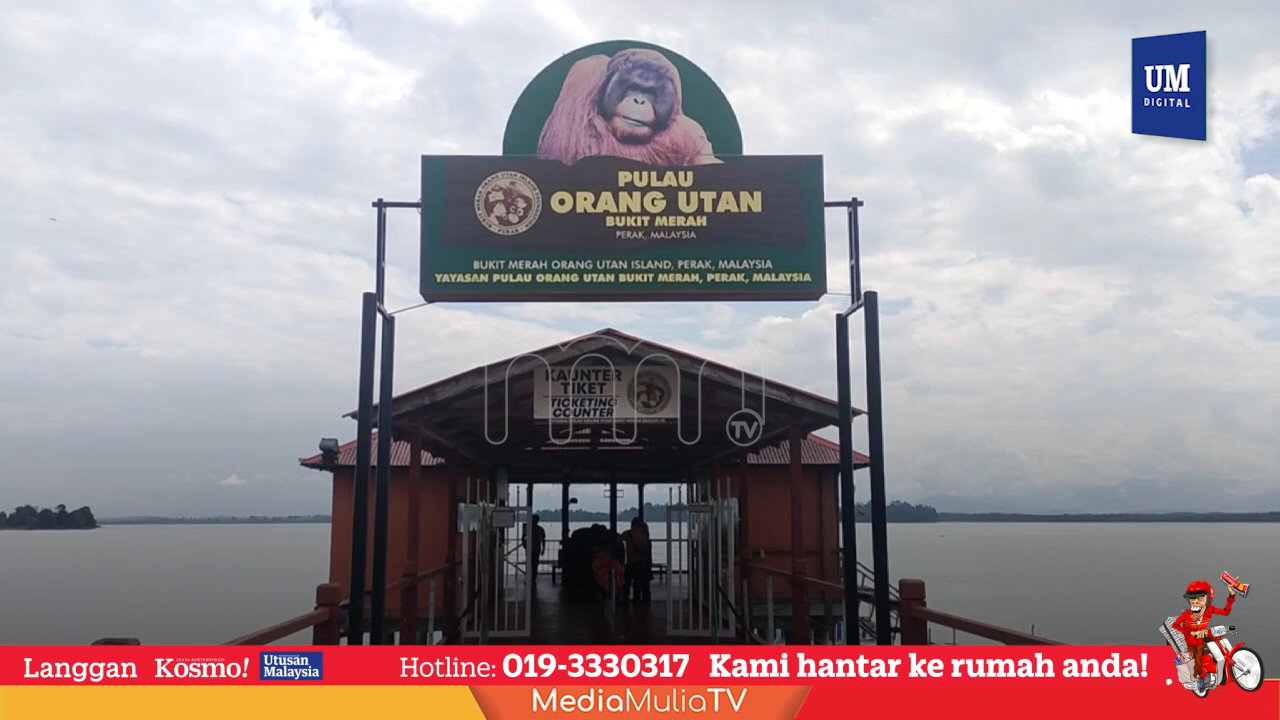 UM
DIGITAL
PULAU
ORANG UTAN
BUKIT MERAH
PERAK, MALAYSIA
BUKIT MERAH ORANG UTAN ISLAND, PERAK, MALAYSIA
YAYASAN PULAU ORANG UTAN BUKIT MERAH, PERAK, MALAYSIA
KAUNTER
TIKET
TICKETING
COUNTER
mm TV
Langgan Kosmo! Utusan Malaysia Hotline: 019-3330317 Kami hantar ke rumah anda!
MediaMuliaTV